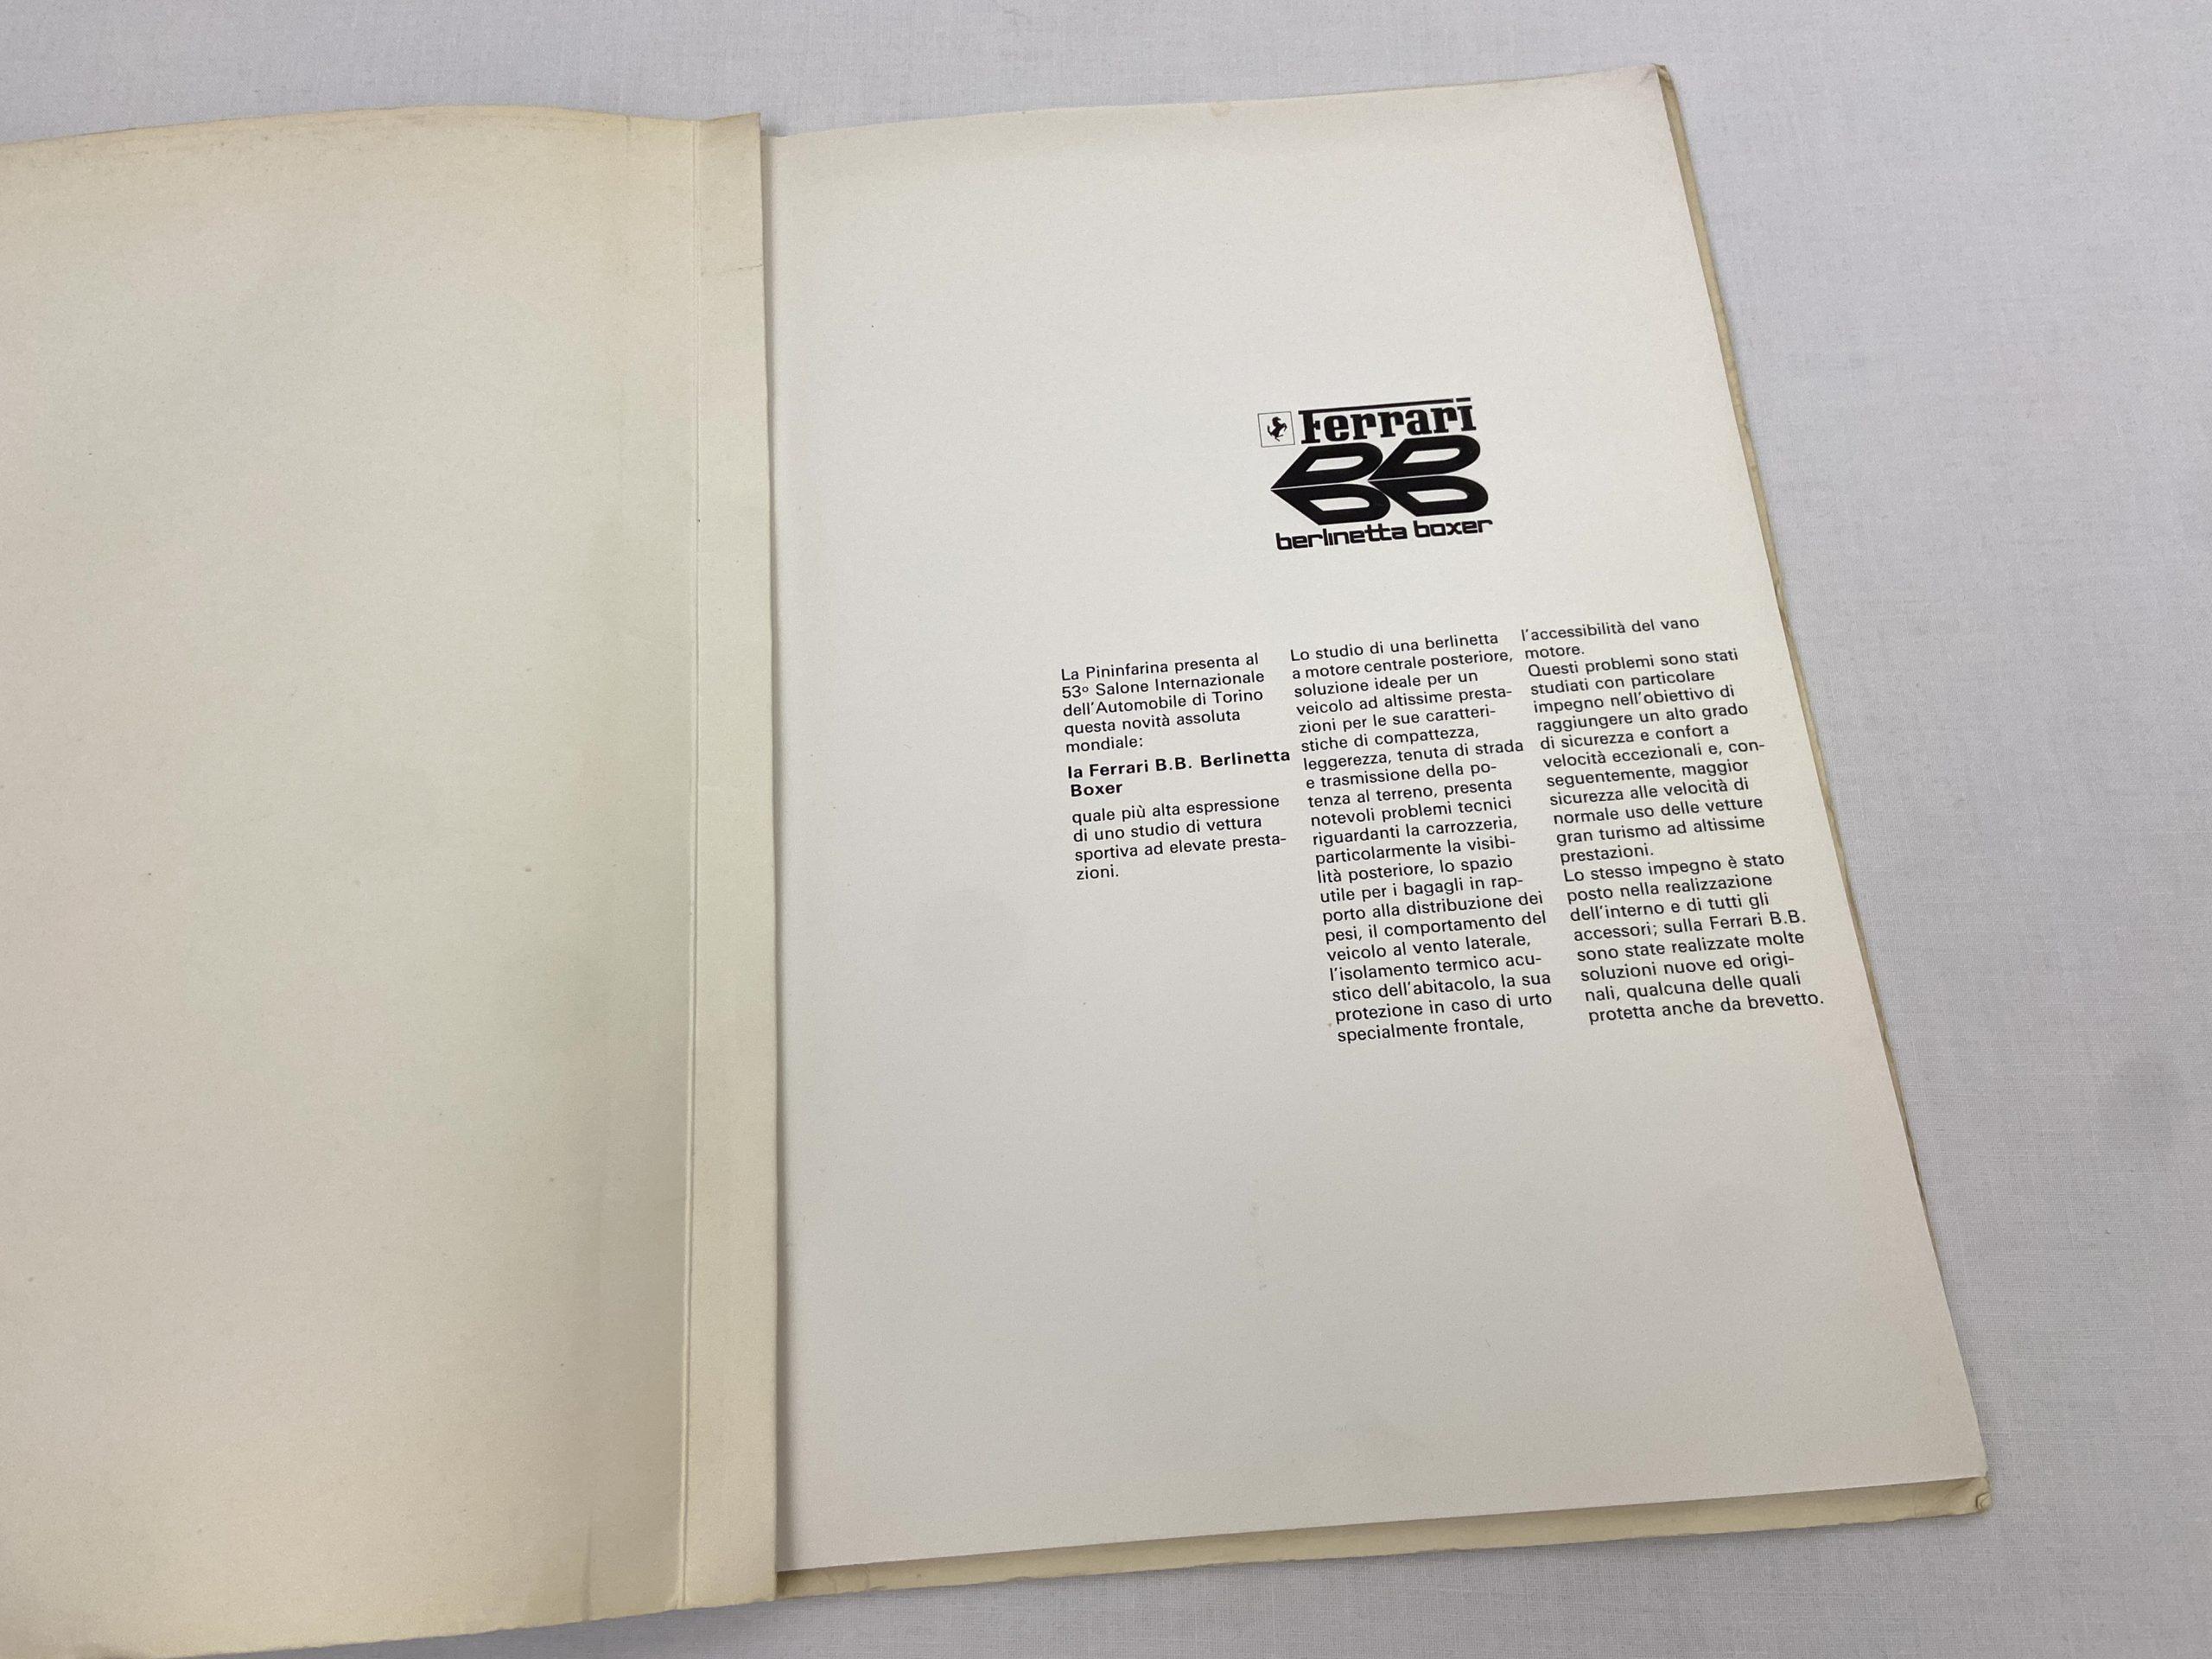 Ferrari
BB
berlinetta boxer
La Pininfarina presenta al
53º Salone Internazionale
dell'Automobile di Torino
questa novità assoluta
mondiale:
la Ferrari B.B. Berlinetta
Boxer
quale più alta espressione
di uno studio di vettura
sportiva ad elevate presta-
zioni.
Lo studio di una berlinetta
a motore centrale posteriore,
soluzione ideale per un
veicolo ad altissime presta-
zioni per le sue caratteri-
stiche di compattezza,
leggerezza, tenuta di strada
e trasmissione della po-
tenza al terreno, presenta
notevoli problemi tecnici
riguardanti la carrozzeria,
particolarmente la visibi-
lità posteriore, lo spazio
utile per i bagagli in rap-
porto alla distribuzione dei
pesi, il comportamento del
veicolo al vento laterale,
l'isolamento termico acu-
stico dell'abitacolo, la sua
protezione in caso di urto
specialmente frontale,
l'accessibilità del vano
motore.
Questi problemi sono stati
studiati con particolare
impegno nell'obiettivo di
raggiungere un alto grado
di sicurezza e confort a
velocità eccezionali e, con-
seguentemente, maggior
sicurezza alle velocità di
normale uso delle vetture
gran turismo ad altissime
prestazioni.
Lo stesso impegno è stato
posto nella realizzazione
dell'interno e di tutti gli
accessori; sulla Ferrari B.B.
sono state realizzate molte
soluzioni nuove ed origi-
nali, qualcuna delle quali
protetta anche da brevetto.